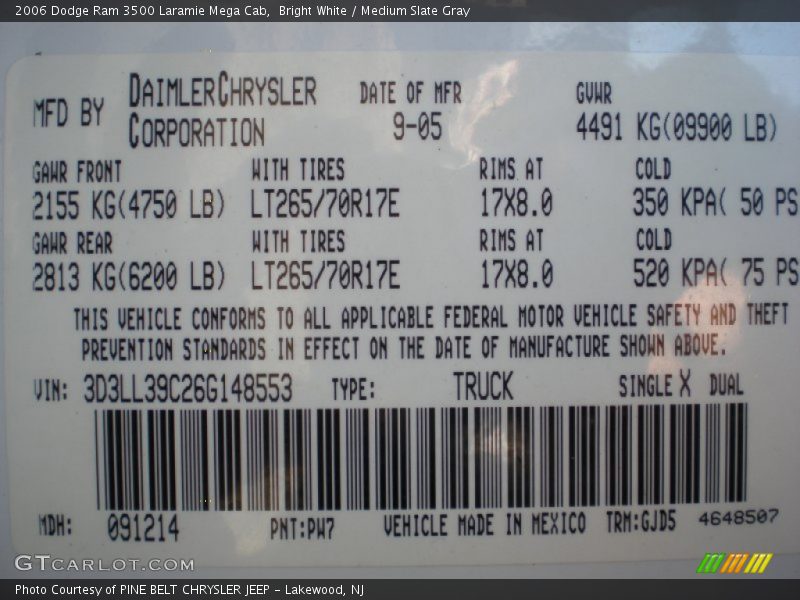 2006 Dodge Ram 3500 Laramie Mega Cab,  Bright White / Medium Slate Gray
MFD BY DAIMLERCHRYSLER CORPORATION DATE OF MFR 9-05 GVWR 4491 KG(09900 LB)
GAWR FRONT WITH TIRES RIMS AT COLD
2155 KG(4750 LB) LT265/70R17E 17X8.0 350 KPA( 50 PS
GAWR REAR WITH TIRES RIMS AT COLD
2813 KG(6200 LB) LT265/70R17E 17X8.0 520 KPA( 75 PS
THIS VEHICLE CONFORMS TO ALL APPLICABLE FEDERAL MOTOR VEHICLE SAFETY AND THEFT
PREVENTION STANDARDS IN EFFECT ON THE DATE OF MANUFACTURE SHOWN ABOVE.
VIN: 3D3LL39C26G148553 TYPE: TRUCK SINGLE X DUAL
MDH: 091214 PNT:PW7 VEHICLE MADE IN MEXICO TRM:GJD5 4648507
GTCARLOT.COM
Photo Courtesy of PINE BELT CHRYSLER JEEP - Lakewood, NJ